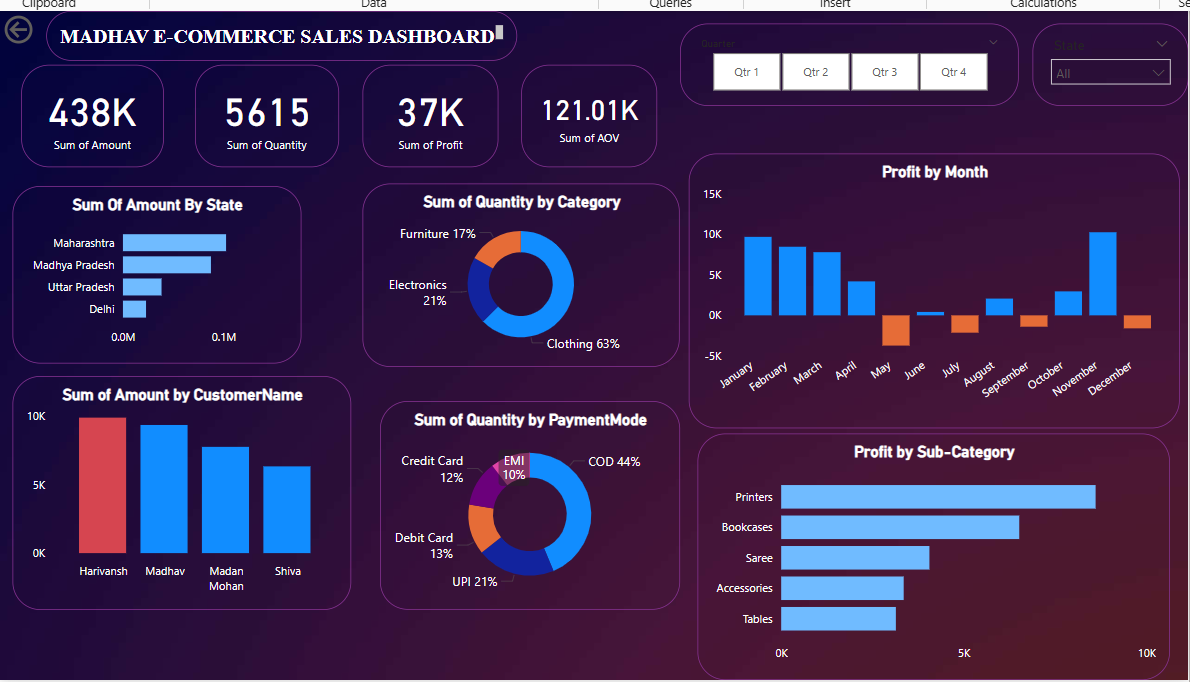 Clipboard
Data
Queries
Insert
Calculations
Se
MADHAV E-COMMERCE SALES DASHBOARD
Quarter
Qtr 1
Qtr 2
Qtr 3
Qtr 4
State
All
438K
Sum of Amount
5615
Sum of Quantity
37K
Sum of Profit
121.01K
Sum of AOV
Sum Of Amount By State
Maharashtra
Madhya Pradesh
Uttar Pradesh
Delhi
0.0M
0.1M
Sum of Quantity by Category
Furniture 17%
Electronics
21%
Clothing 63%
Profit by Month
15K
10K
5K
0K
-5K
January
February
March
April
May
June
July
August
September
October
November
December
Sum of Amount by CustomerName
10K
5K
0K
Harivansh
Madhav
Madan
Mohan
Shiva
Sum of Quantity by PaymentMode
Credit Card
12%
EMI
10%
COD 44%
Debit Card
13%
UPI 21%
Profit by Sub-Category
Printers
Bookcases
Saree
Accessories
Tables
0K
5K
10K